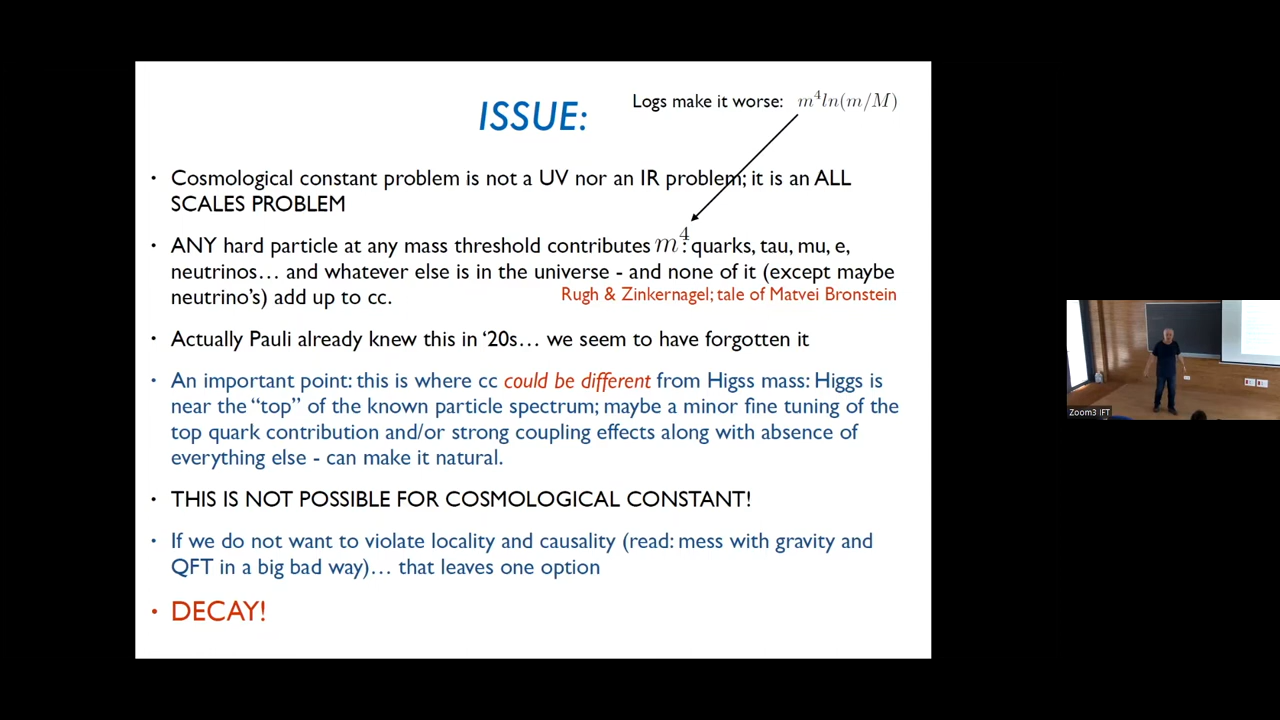 ISSUE:
Logs make it worse: m⁴ln(m/M)
• Cosmological constant problem is not a UV nor an IR problem; it is an ALL
SCALES PROBLEM
• ANY hard particle at any mass threshold contributes m⁴: quarks, tau, mu, e,
neutrinos… and whatever else is in the universe - and none of it (except maybe
neutrino’s) add up to cc.
Rugh & Zinkernagel; tale of Matvei Bronstein
• Actually Pauli already knew this in ‘20s… we seem to have forgotten it
• An important point: this is where cc could be different from Higss mass: Higgs is
near the “top” of the known particle spectrum; maybe a minor fine tuning of the
top quark contribution and/or strong coupling effects along with absence of
everything else - can make it natural.
• THIS IS NOT POSSIBLE FOR COSMOLOGICAL CONSTANT!
• If we do not want to violate locality and causality (read: mess with gravity and
QFT in a big bad way)… that leaves one option
• DECAY!
Zoom3 IFT